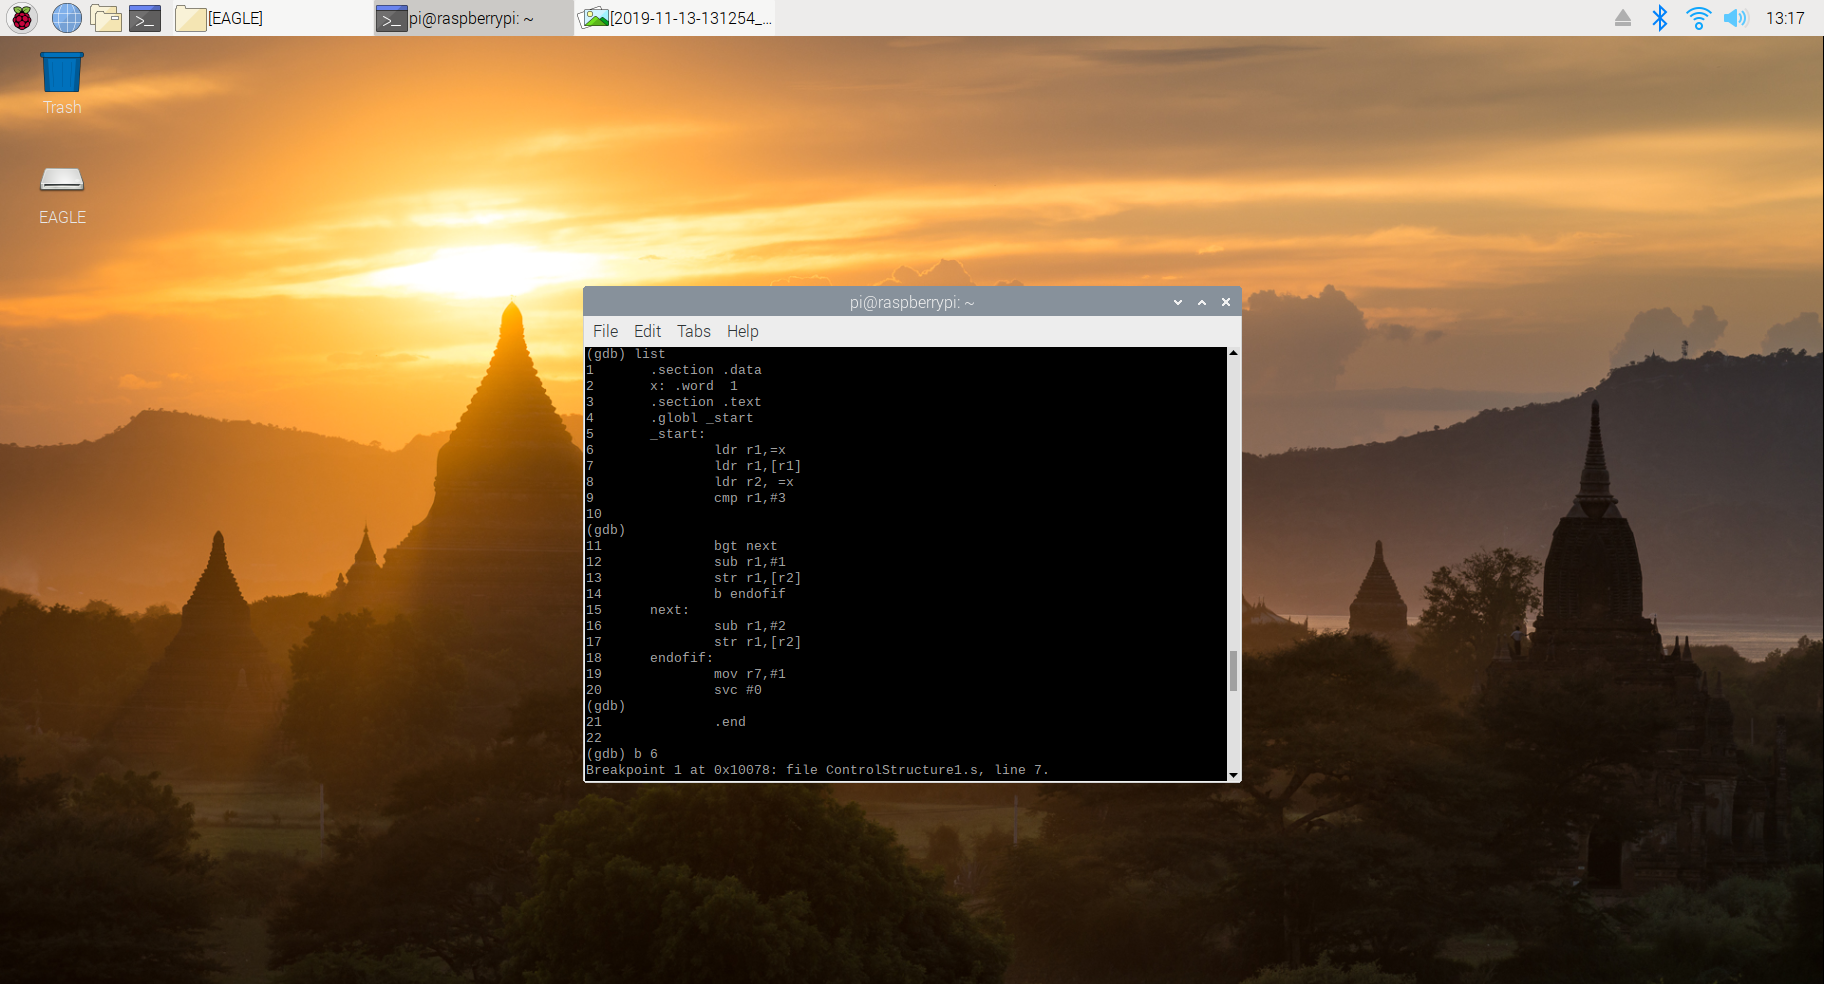 [EAGLE]
pi@raspberrypi: ~
[2019-11-13-131254_...
13:17
Trash
EAGLE
pi@raspberrypi: ~
File Edit Tabs Help
(gdb) list
1       .section .data
2       x: .word  1
3       .section .text
4       .globl _start
5       _start:
6               ldr r1,=x
7               ldr r1,[r1]
8               ldr r2, =x
9               cmp r1,#3
10
(gdb)
11              bgt next
12              sub r1,#1
13              str r1,[r2]
14              b endofif
15      next:
16              sub r1,#2
17              str r1,[r2]
18      endofif:
19              mov r7,#1
20              svc #0
(gdb)
21              .end
22
(gdb) b 6
Breakpoint 1 at 0x10078: file ControlStructure1.s, line 7.